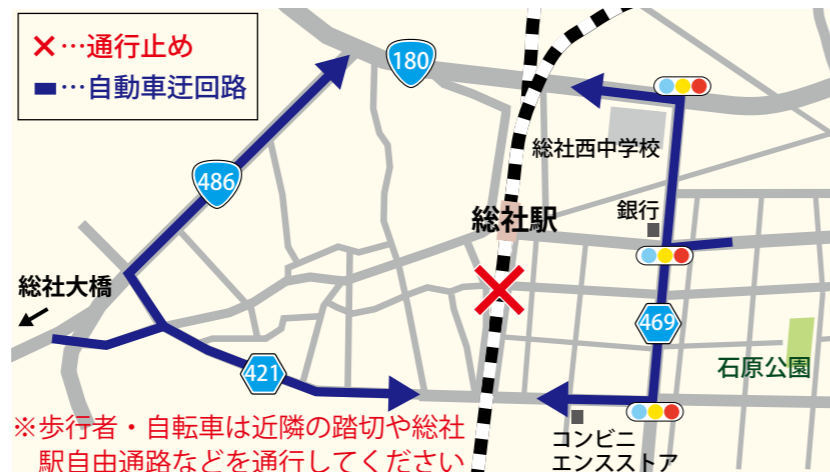 ×…通行止め
■…自動車迂回路
180
総社西中学校
486
銀行
総社駅
総社大橋
469
石原公園
421
※歩行者・自転車は近隣の踏切や総社
駅自由通路などを通行してください
コンビニ
エンスストア